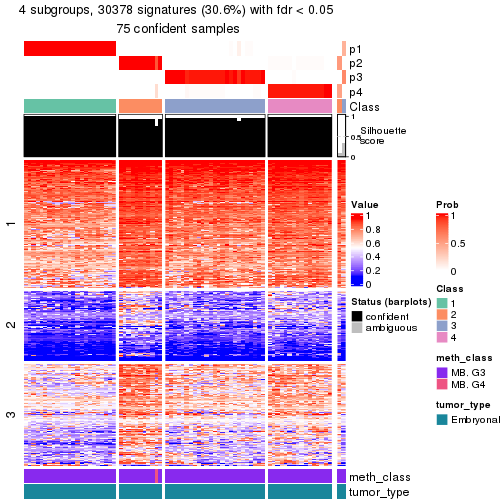 4 subgroups, 30378 signatures (30.6%) with fdr < 0.05
75 confident samples
p1
p2
p3
p4
Class
1
0.5
0
Silhouette
score
1
2
3
meth_class
tumor_type
Value
1
0.8
0.6
0.4
0.2
0
Status (barplots)
confident
ambiguous
Prob
1
0.5
0
Class
1
2
3
4
meth_class
MB. G3
MB. G4
tumor_type
Embryonal